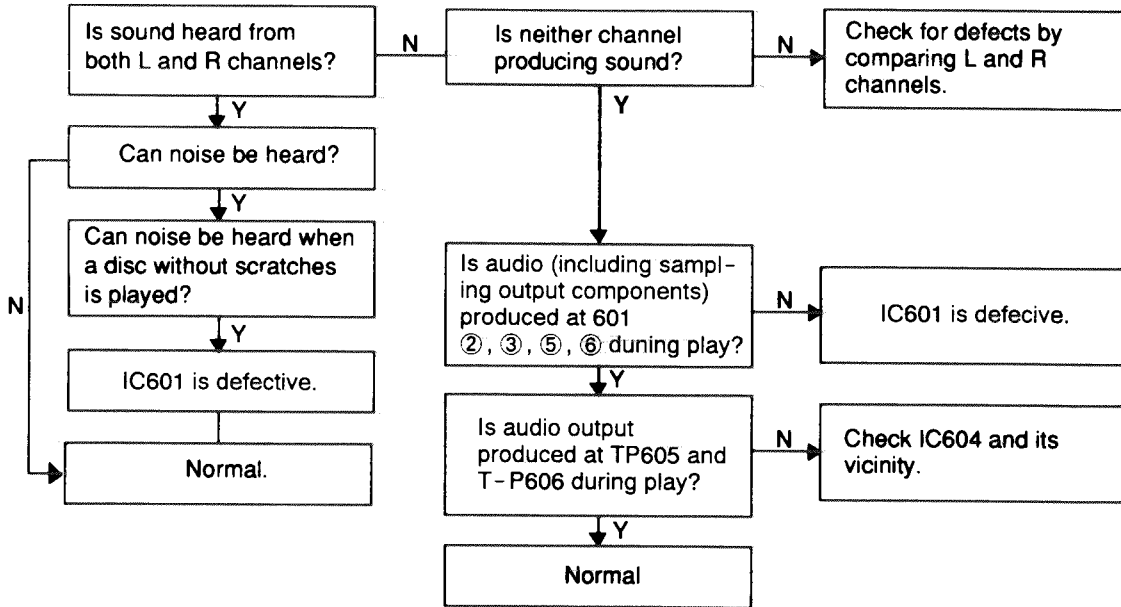 Is sound heard from
both L and R channels?
N
Is neither channel
producing sound?
N
Check for defects by
comparing L and R
channels.
Y
Y
Can noise be heard?
Y
Can noise be heard when
a disc without scratches
is played?
N
Y
IC601 is defective.
Normal.
Is audio (including sampl-
ing output components)
produced at 601
②, ③, ⑤, ⑥ duning play?
N
IC601 is defecive.
Y
Is audio output
produced at TP605 and
T-P606 during play?
N
Check IC604 and its
vicinity.
Y
Normal